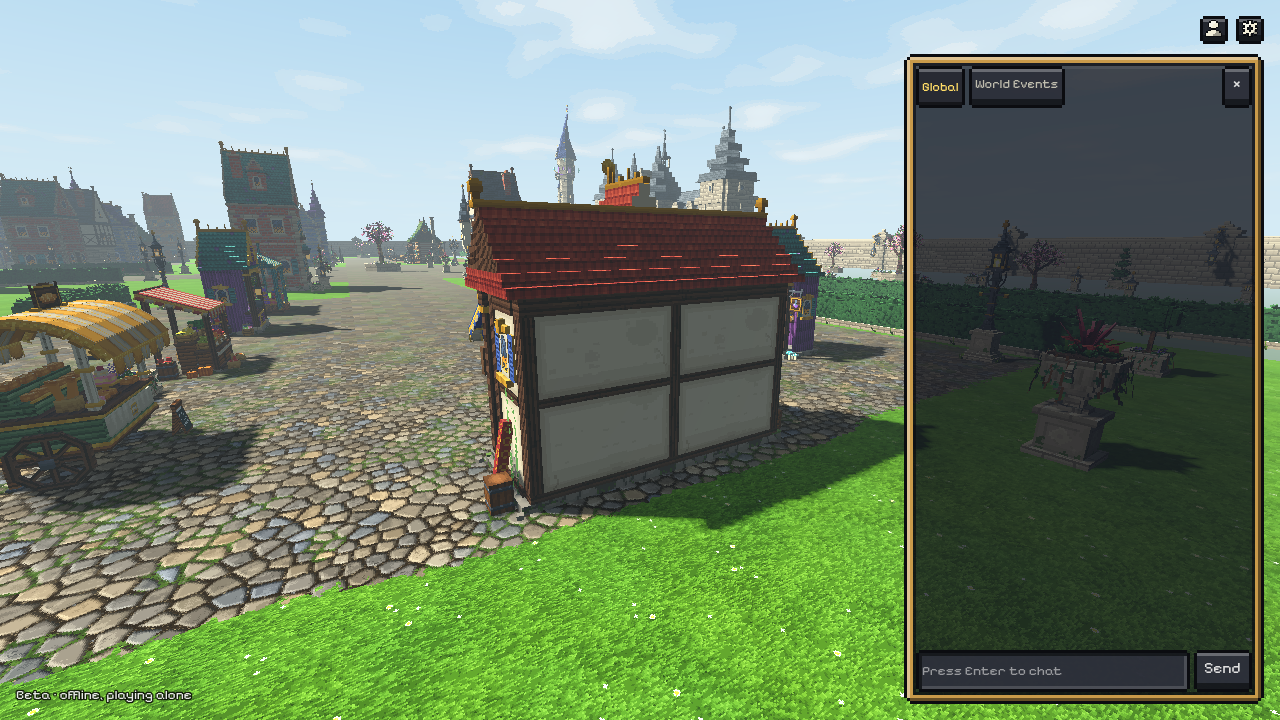 Global
World Events
×
Press Enter to chat
Send
Beta · offline, playing alone